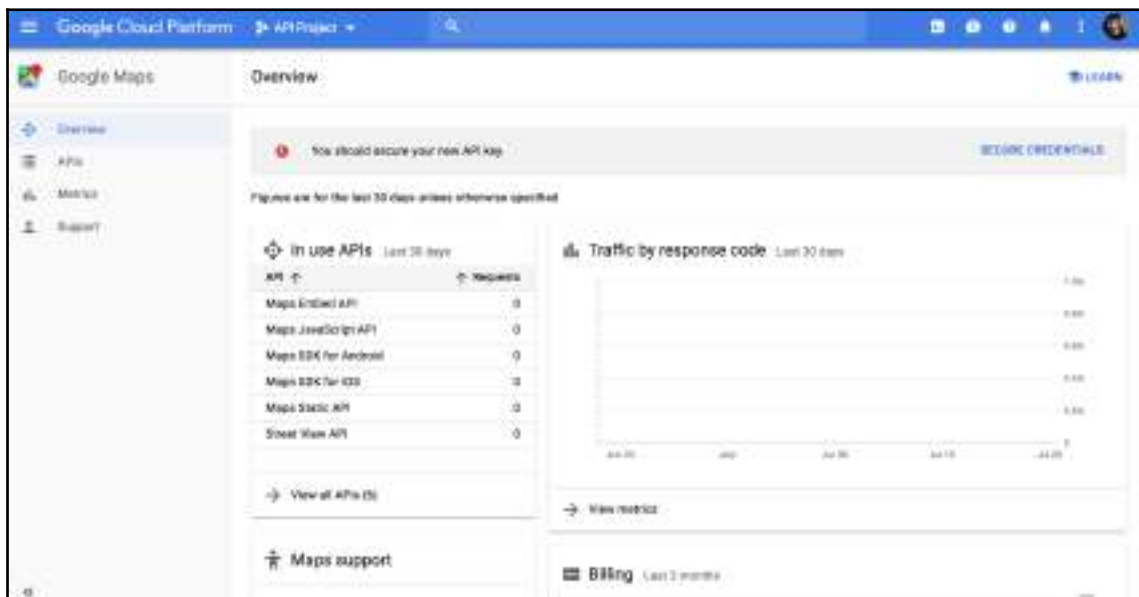 Google Cloud Platform API Project
Google Maps
Overview
LEARN
Overview
APIs
Metrics
Support
You should secure your new API key
SECURE CREDENTIALS
Figures are for the last 30 days unless otherwise specified
In use APIs Last 30 days
API Requests
Maps Embed API 0
Maps JavaScript API 0
Maps SDK for Android 0
Maps SDK for iOS 0
Maps Static API 0
Street View API 0
View all APIs (6)
Traffic by response code Last 30 days
View metrics
Maps support
Billing Last 3 months